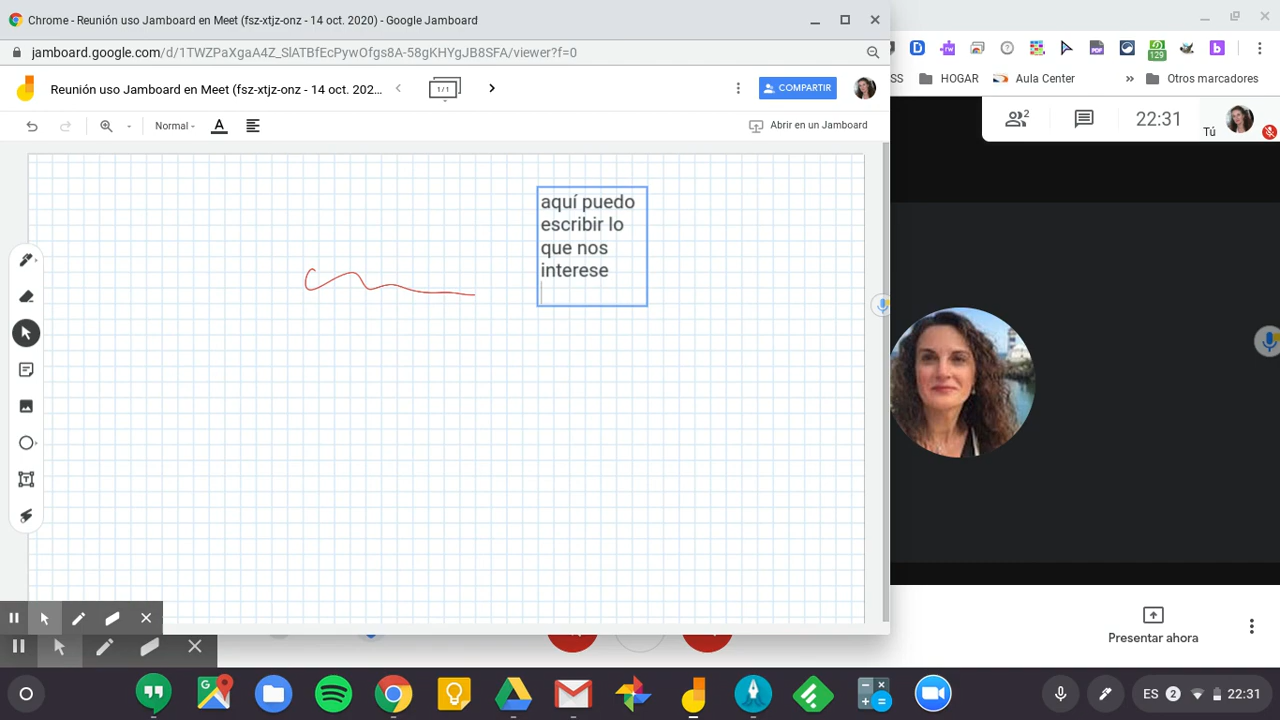 Chrome - Reunión uso Jamboard en Meet (fsz-xtjz-onz - 14 oct. 2020) - Google Jamboard
jamboard.google.com/d/1TWZPaXgaA4Z_SlATBfEcPywOfgs8A-58gKHYgJB8SFA/viewer?f=0
Reunión uso Jamboard en Meet (fsz-xtjz-onz - 14 oct. 202...
1/1
COMPARTIR
Normal
A
Abrir en un Jamboard
aquí puedo
escribir lo
que nos
interese
129
SS
HOGAR
Aula Center
»
Otros marcadores
2
22:31
Tú
Presentar ahora
ES
2
22:31